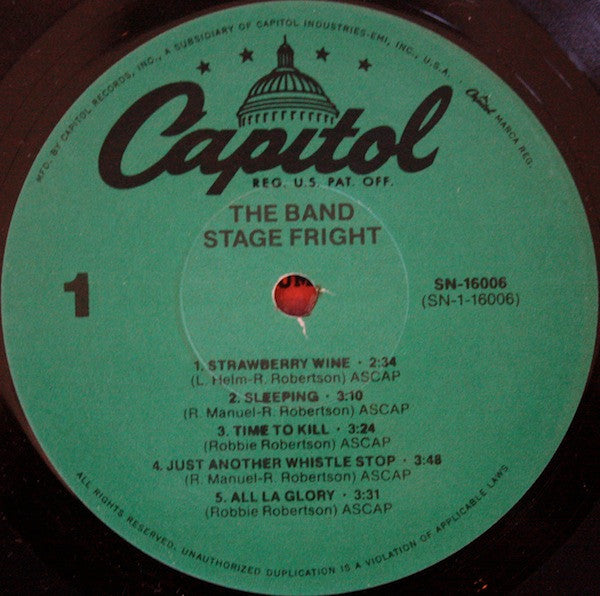 MFD. BY CAPITOL RECORDS, INC., A SUBSIDIARY OF CAPITOL INDUSTRIES-EMI, INC., U.S.A. · Capitol MARCA REG.
Capitol
REG. U.S. PAT. OFF.
THE BAND
STAGE FRIGHT
1
SN-16006
(SN-1-16006)
1. STRAWBERRY WINE · 2:34
(L. Helm-R. Robertson) ASCAP
2. SLEEPING · 3:10
(R. Manuel-R. Robertson) ASCAP
3. TIME TO KILL · 3:24
(Robbie Robertson) ASCAP
4. JUST ANOTHER WHISTLE STOP · 3:48
(R. Manuel-R. Robertson) ASCAP
5. ALL LA GLORY · 3:31
(Robbie Robertson) ASCAP
ALL RIGHTS RESERVED. UNAUTHORIZED DUPLICATION IS A VIOLATION OF APPLICABLE LAWS